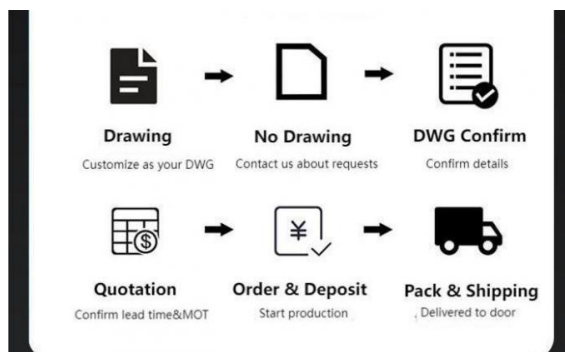 Drawing
No Drawing
DWG Confirm
Customize as your DWG
Contact us about requests
Confirm details
$
¥
Quotation
Order & Deposit
Pack & Shipping
Confirm lead time&MOT
Start production
Delivered to door